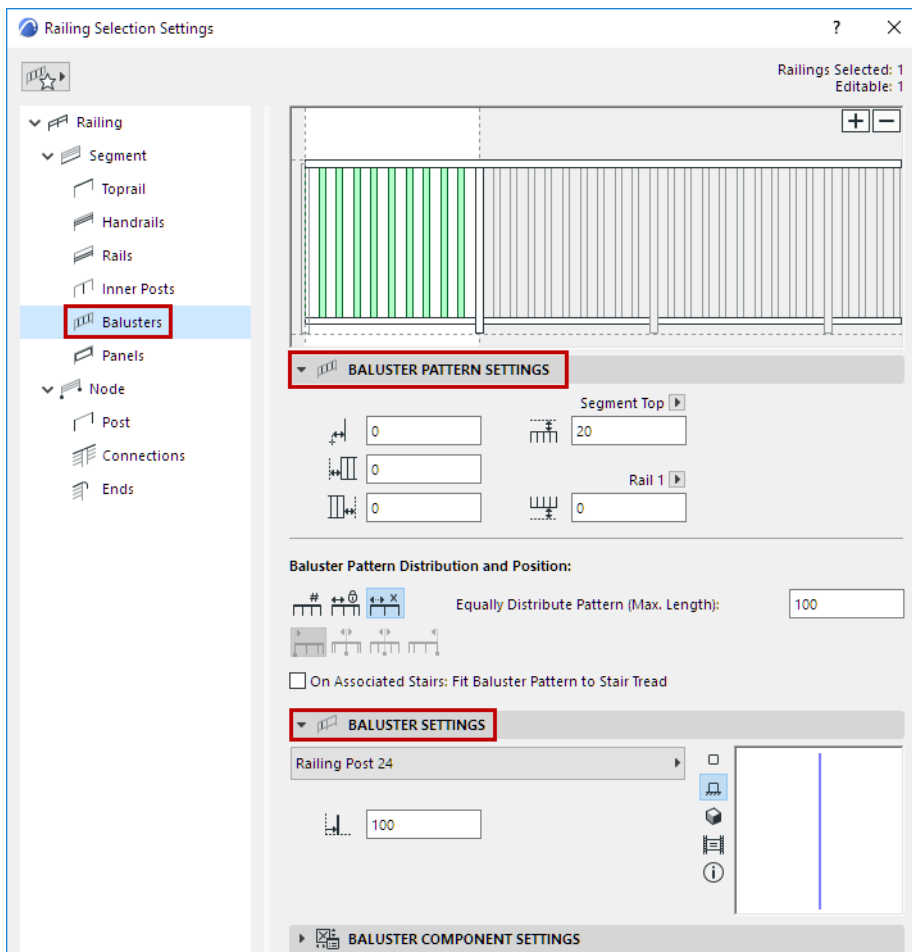 Railing Selection Settings
?
Railings Selected: 1
Editable: 1
Railing
Segment
Toprail
Handrails
Rails
Inner Posts
Balusters
Panels
Node
Post
Connections
Ends
BALUSTER PATTERN SETTINGS
Segment Top
0
20
0
Rail 1
0
0
Baluster Pattern Distribution and Position:
# x
Equally Distribute Pattern (Max. Length): 100
On Associated Stairs: Fit Baluster Pattern to Stair Tread
BALUSTER SETTINGS
Railing Post 24
100
BALUSTER COMPONENT SETTINGS